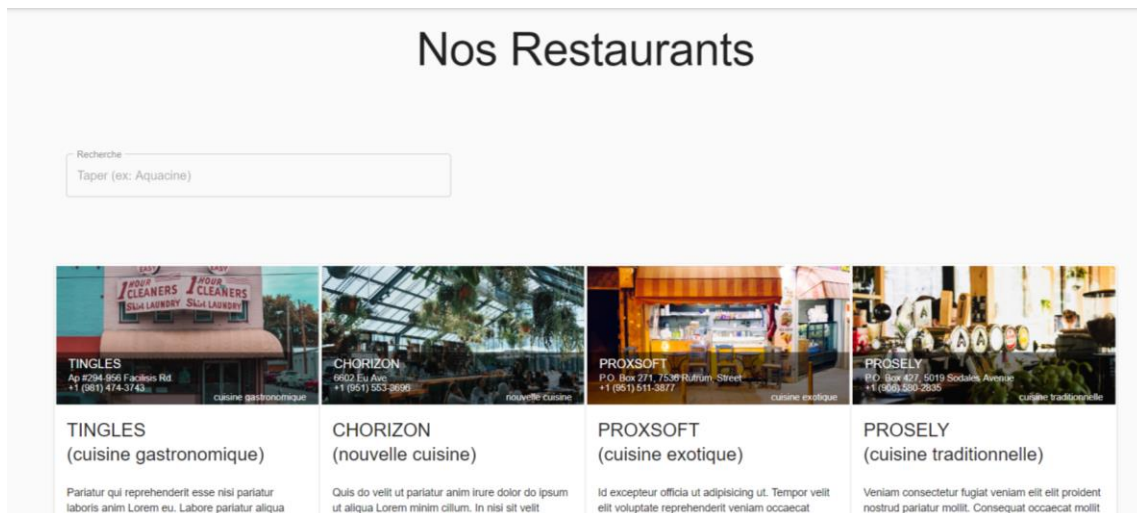 Nos Restaurants
Recherche
Taper (ex: Aquacine)
1 HOUR CLEANERS
1 HOUR CLEANERS
Shirt LAUNDRY
Shirt LAUNDRY
TINGLES
Ap #294-956 Facilisis Rd.
+1 (961) 474-3743
cuisine gastronomique
CHORIZON
6602 Eu Ave
+1 (951) 553-3696
nouvelle cuisine
PROXSOFT
P.O. Box 271, 7536 Rutrum  Street
+1 (951) 511-3877
cuisine exotique
PROSELY
P.O. Box 427, 5019 Sodales Avenue
+1 (906) 580-2835
cuisine traditionnelle
TINGLES
(cuisine gastronomique)
Pariatur qui reprehenderit esse nisi pariatur
laboris anim Lorem eu. Labore pariatur aliqua
CHORIZON
(nouvelle cuisine)
Quis do velit ut pariatur anim irure dolor do ipsum
ut aliqua Lorem minim cillum. In nisi sit velit
PROXSOFT
(cuisine exotique)
Id excepteur officia ut adipisicing ut. Tempor velit
elit voluptate reprehenderit veniam occaecat
PROSELY
(cuisine traditionnelle)
Veniam consectetur fugiat veniam elit elit proident
nostrud pariatur mollit. Consequat occaecat mollit